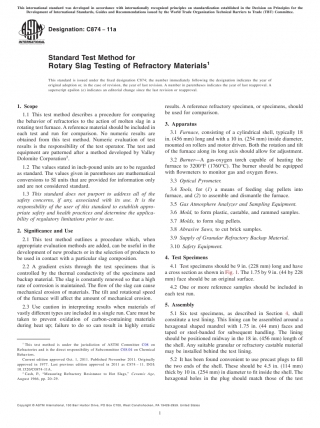 This international standard was developed in accordance with internationally recognized principles on standardization established in the Decision on Principles for the
Development of International Standards, Guides and Recommendations issued by the World Trade Organization Technical Barriers to Trade (TBT) Committee.
Designation: C874 − 11a
INTERNATIONAL
Standard Test Method for
Rotary Slag Testing of Refractory Materials1
This standard is issued under the fixed designation C874; the number immediately following the designation indicates the year of
original adoption or, in the case of revision, the year of last revision. A number in parentheses indicates the year of last reapproval. A
superscript epsilon (ε) indicates an editorial change since the last revision or reapproval.
1. Scope
1.1 This test method describes a procedure for comparing
the behavior of refractories to the action of molten slag in a
rotating test furnace. A reference material should be included in
each test and run for comparison. No numeric results are
obtained from this test method. Numeric evaluation of test
results is the responsibility of the test operator. The test and
equipment are patterned after a method developed by Valley
Dolomite Corporation2
1.2 The values stated in inch-pound units are to be regarded
as standard. The values given in parentheses are mathematical
conversions to SI units that are provided for information only
and are not considered standard.
1.3 This standard does not purport to address all of the
safety concerns, if any, associated with its use. It is the
responsibility of the user of this standard to establish appro-
priate safety and health practices and determine the applica-
bility of regulatory limitations prior to use.
2. Significance and Use
2.1 This test method outlines a procedure which, when
appropriate evaluation methods are added, can be useful in the
development of new products or in the selection of products to
be used in contact with a particular slag composition.
2.2 A gradient exists through the test specimens that is
controlled by the thermal conductivity of the specimens and
backup material. The slag is constantly renewed so that a high
rate of corrosion is maintained. The flow of the slag can cause
mechanical erosion of materials. The tilt and rotational speed
of the furnace will affect the amount of mechanical erosion.
2.3 Use caution in interpreting results when materials of
vastly different types are included in a single run. Care must be
taken to prevent oxidation of carbon-containing materials
during heat up; failure to do so can result in highly erratic
1 This test method is under the jurisdiction of ASTM Committee C08 on
Refractories and is the direct responsibility of Subcommittee C08.04 on Chemical
Behaviors.
Current edition approved Oct. 1, 2011. Published November 2011. Originally
approved in 1977. Last previous edition approved in 2011 as C874 – 11. DOI:
10.1520/C0874-11A.
2 Cash, P., "Measuring Refractory Resistance to Hot Slags," Ceramic Age,
August 1966, pp. 20–29.
results. A reference refractory specimen, or specimens, should
be used for comparison.
3. Apparatus
3.1 Furnace, consisting of a cylindrical shell, typically 18
in. (456 mm) long and with a 10 in. (254 mm) inside diameter,
mounted on rollers and motor driven. Both the rotation and tilt
of the furnace along its long axis should allow for adjustment.
3.2 Burner—A gas-oxygen torch capable of heating the
furnace to 3200°F (1760°C). The burner should be equipped
with flowmeters to monitor gas and oxygen flows.
3.3 Optical Pyrometer.
3.4 Tools, for (1) a means of feeding slag pellets into
furnace, and (2) to assemble and dismantle the furnace.
3.5 Gas Atmosphere Analyzer and Sampling Equipment.
3.6 Mold, to form plastic, castable, and rammed samples.
3.7 Molds, to form slag pellets.
3.8 Abrasive Saws, to cut brick samples.
3.9 Supply of Granular Refractory Backup Material.
3.10 Safety Equipment.
4. Test Specimens
4.1 Test specimens should be 9 in. (228 mm) long and have
a cross section as shown in Fig. 1. The 1.75 by 9 in. (44 by 228
mm) face should be an original surface.
4.2 One or more reference samples should be included in
each test run.
5. Assembly
5.1 Six test specimens, as described in Section 4, shall
constitute a test lining. This lining can be assembled around a
hexagonal shaped mandrel with 1.75 in. (44 mm) faces and
taped or steel-banded for subsequent handling. The lining
should be positioned midway in the 18 in. (456 mm) length of
the shell. Any suitable granular or refractory castable material
may be installed behind the test lining.
5.2 It has been found convenient to use precast plugs to fill
the two ends of the shell. These should be 4.5 in. (114 mm)
thick by 10 in. (254 mm) in diameter to fit inside the shell. The
hexagonal holes in the plug should match those of the test
Copyright © ASTM International, 100 Barr Harbor Drive, PO Box C700, West Conshohocken, PA 19428-2959. United States
1